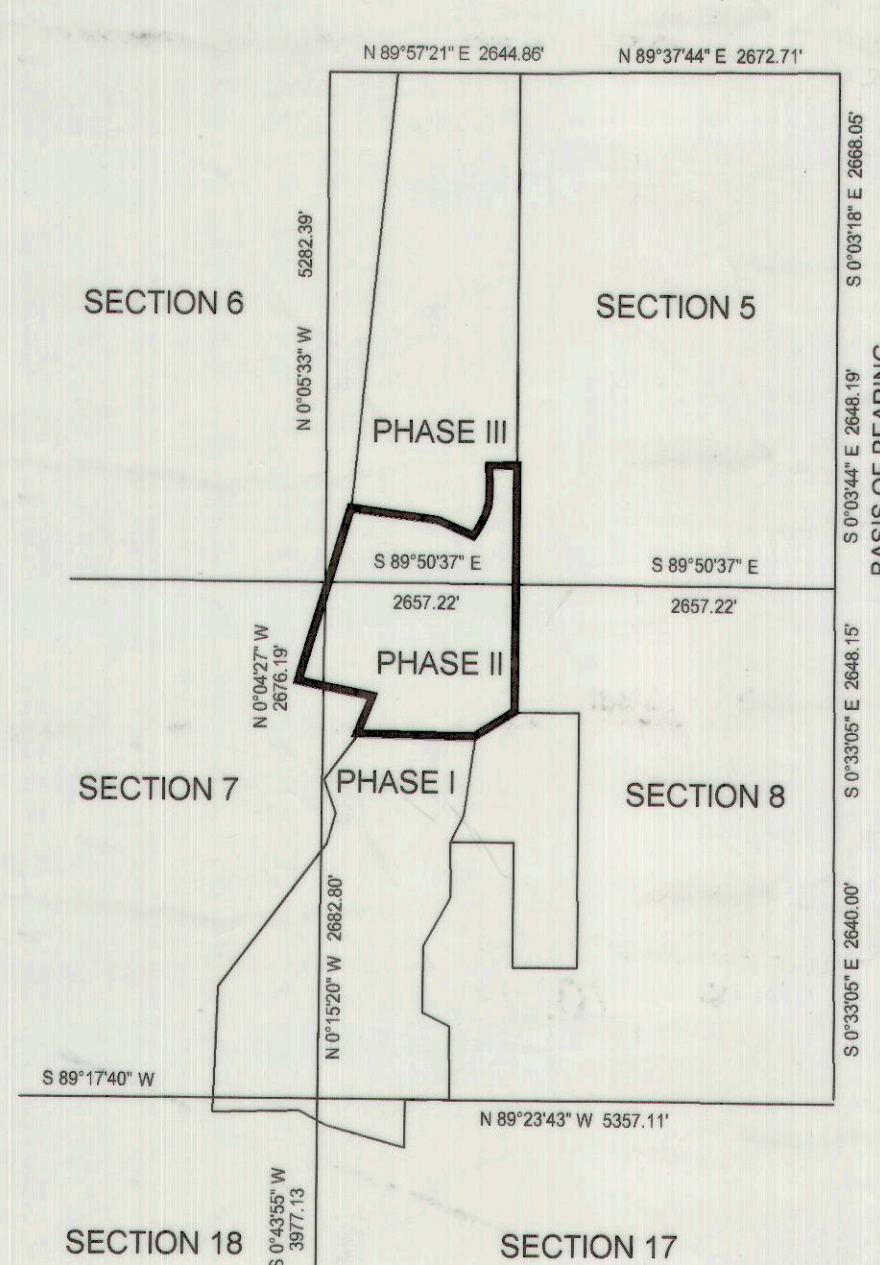 N 89°57'21" E 2644.86'
N 89°37'44" E 2672.71'
S 0°03'18" E 2668.05'
5282.39'
N 0°05'33" W
SECTION 6
SECTION 5
S 0°03'44" E 2648.19'
BASIS OF BEARING
PHASE III
S 89°50'37" E
2657.22'
S 89°50'37" E
2657.22'
N 0°04'27" W
2676.19'
PHASE II
S 0°33'05" E 2648.15'
SECTION 7
PHASE I
SECTION 8
N 0°15'20" W 2682.80'
S 0°33'05" E 2640.00'
S 89°17'40" W
N 89°23'43" W 5357.11'
S 0°43'55" W
3977.13
SECTION 18
SECTION 17